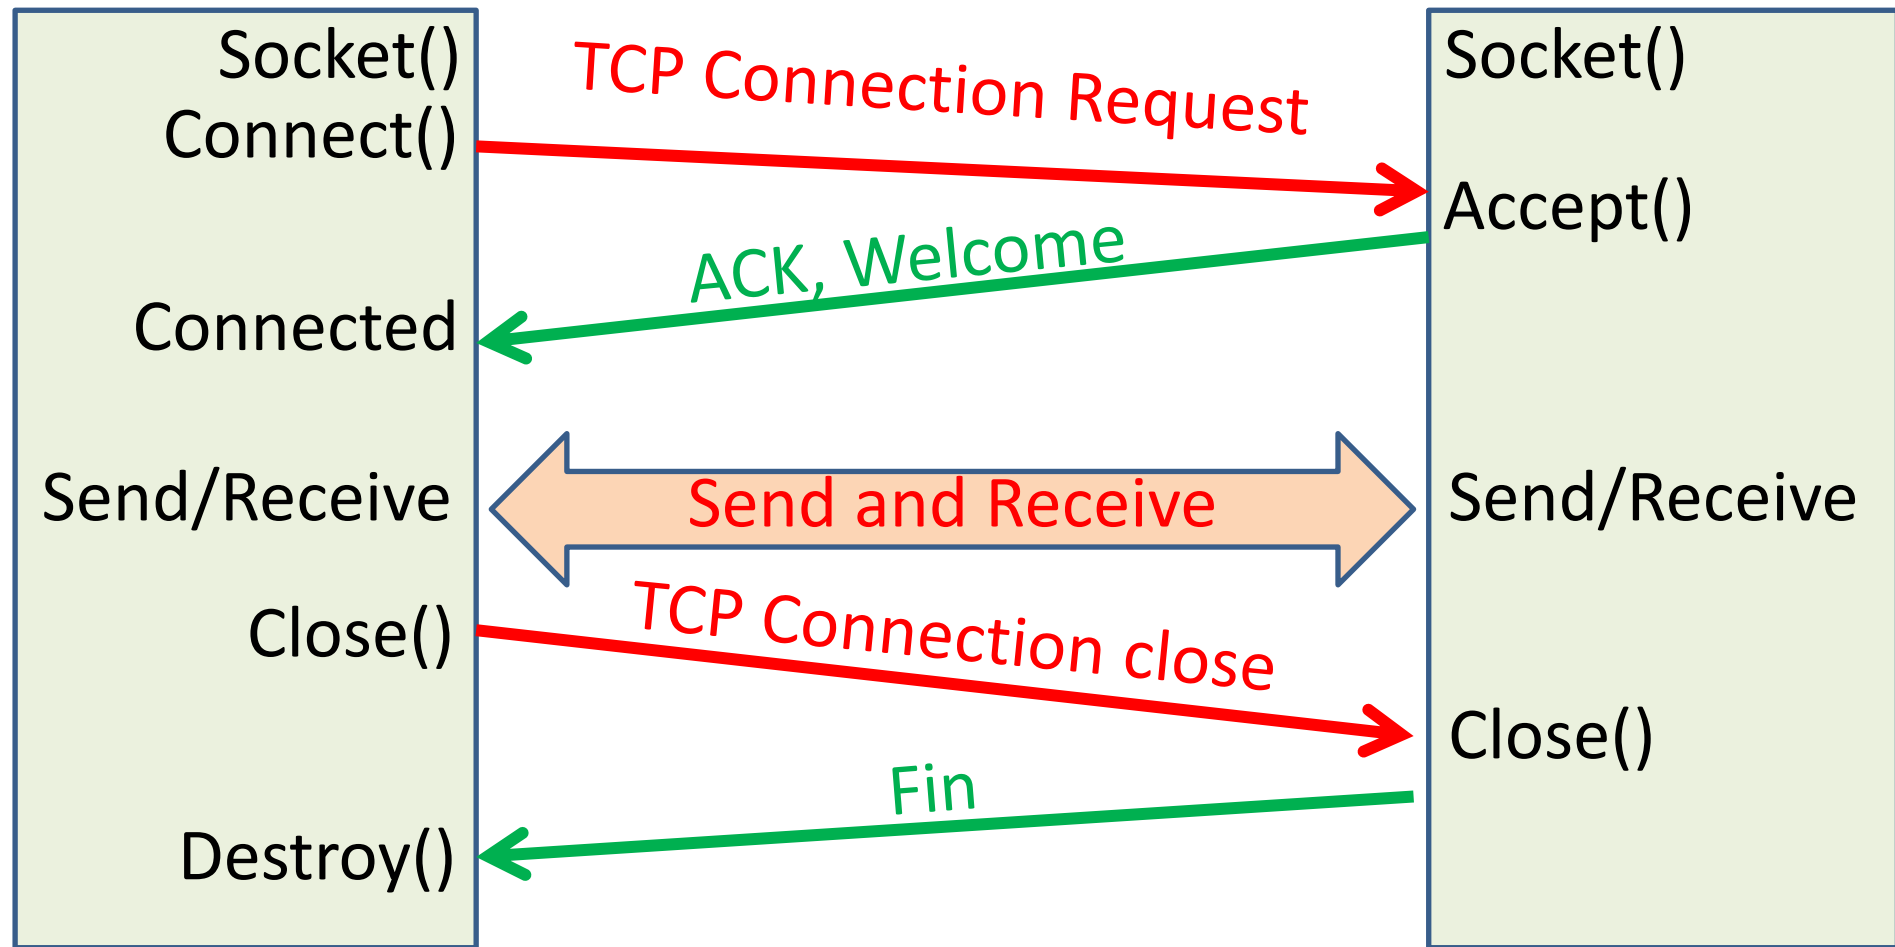 Socket()
TCP Connection Request
Socket()
Connect()
Accept()
ACK, Welcome
Connected
Send/Receive
Send and Receive
Send/Receive
TCP Connection close
Close()
Close()
Fin
Destroy()